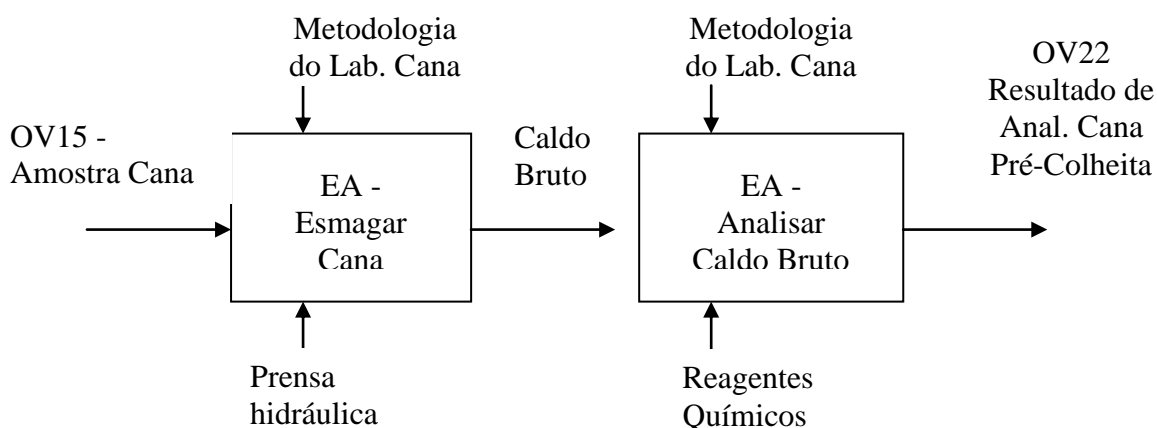 Metodologia
do Lab. Cana
Metodologia
do Lab. Cana
OV22
Resultado de
Anal. Cana
Pré-Colheita
OV15 -
Amostra Cana
EA -
Esmagar
Cana
Caldo
Bruto
EA -
Analisar
Caldo Bruto
Prensa
hidráulica
Reagentes
Químicos